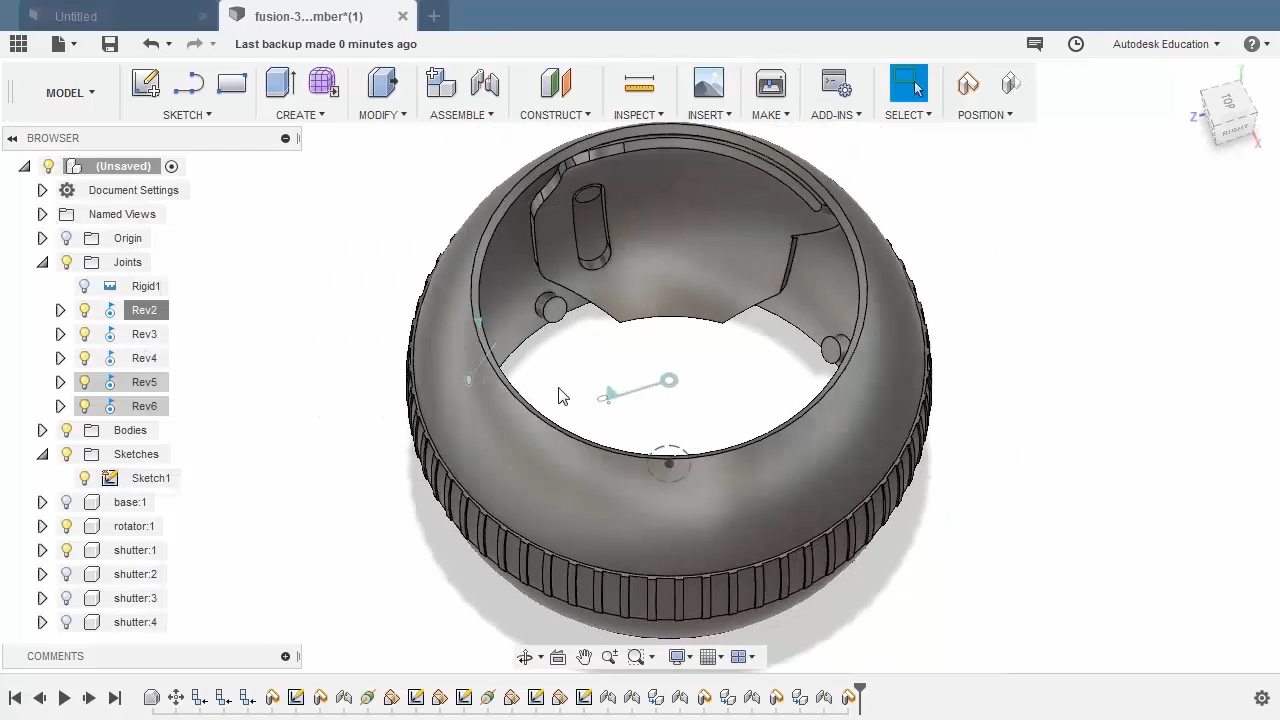 Untitled
fusion-3...mber*(1)
Last backup made 0 minutes ago
Autodesk Education
MODEL
SKETCH
CREATE
MODIFY
ASSEMBLE
CONSTRUCT
INSPECT
INSERT
MAKE
ADD-INS
SELECT
POSITION
Y
TOP
Z
RIGHT
X
BROWSER
(Unsaved)
Document Settings
Named Views
Origin
Joints
Rigid1
Rev2
Rev3
Rev4
Rev5
Rev6
Bodies
Sketches
Sketch1
base:1
rotator:1
shutter:1
shutter:2
shutter:3
shutter:4
COMMENTS